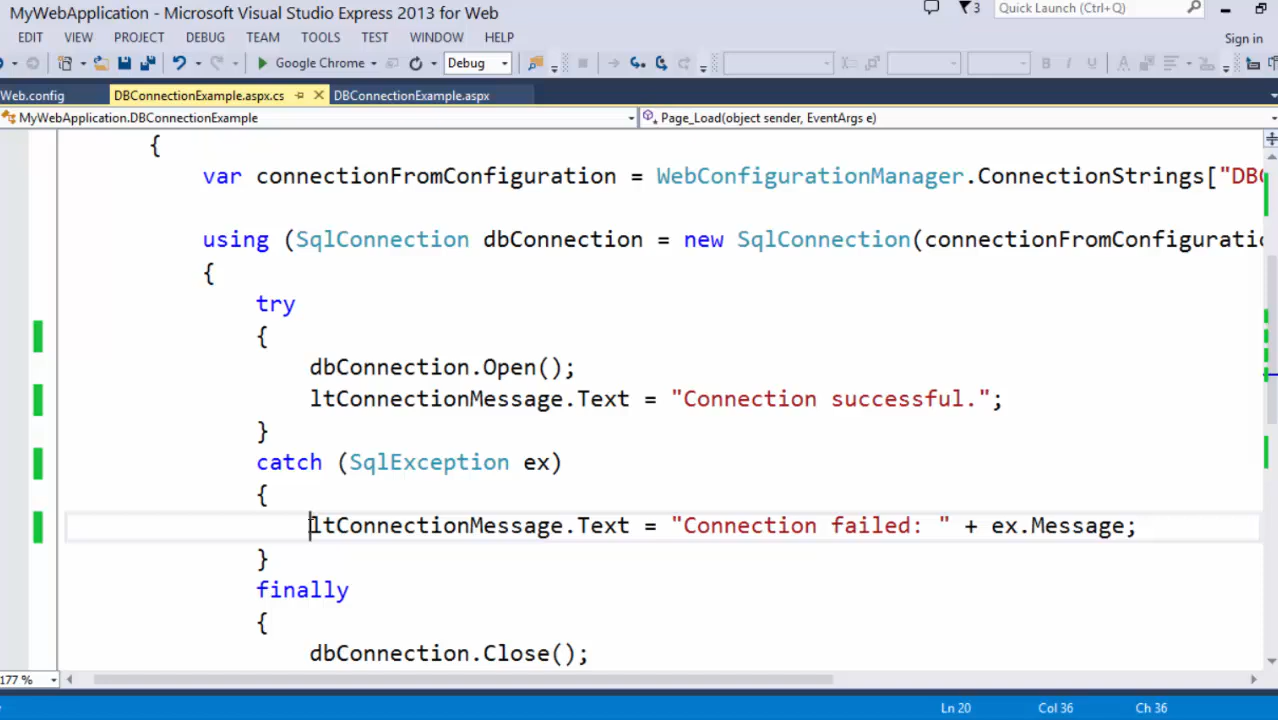 MyWebApplication - Microsoft Visual Studio Express 2013 for Web
3
Quick Launch (Ctrl+Q)
EDIT VIEW PROJECT DEBUG TEAM TOOLS TEST WINDOW HELP
Sign in
Google Chrome
Debug
B I U A
Web.config DBConnectionExample.aspx.cs DBConnectionExample.aspx
MyWebApplication.DBConnectionExample Page_Load(object sender, EventArgs e)
{
var connectionFromConfiguration = WebConfigurationManager.ConnectionStrings["DBC
using (SqlConnection dbConnection = new SqlConnection(connectionFromConfiguratio
{
try
{
dbConnection.Open();
ltConnectionMessage.Text = "Connection successful.";
}
catch (SqlException ex)
{
ltConnectionMessage.Text = "Connection failed: " + ex.Message;
}
finally
{
dbConnection.Close();
177 %
Ln 20 Col 36 Ch 36